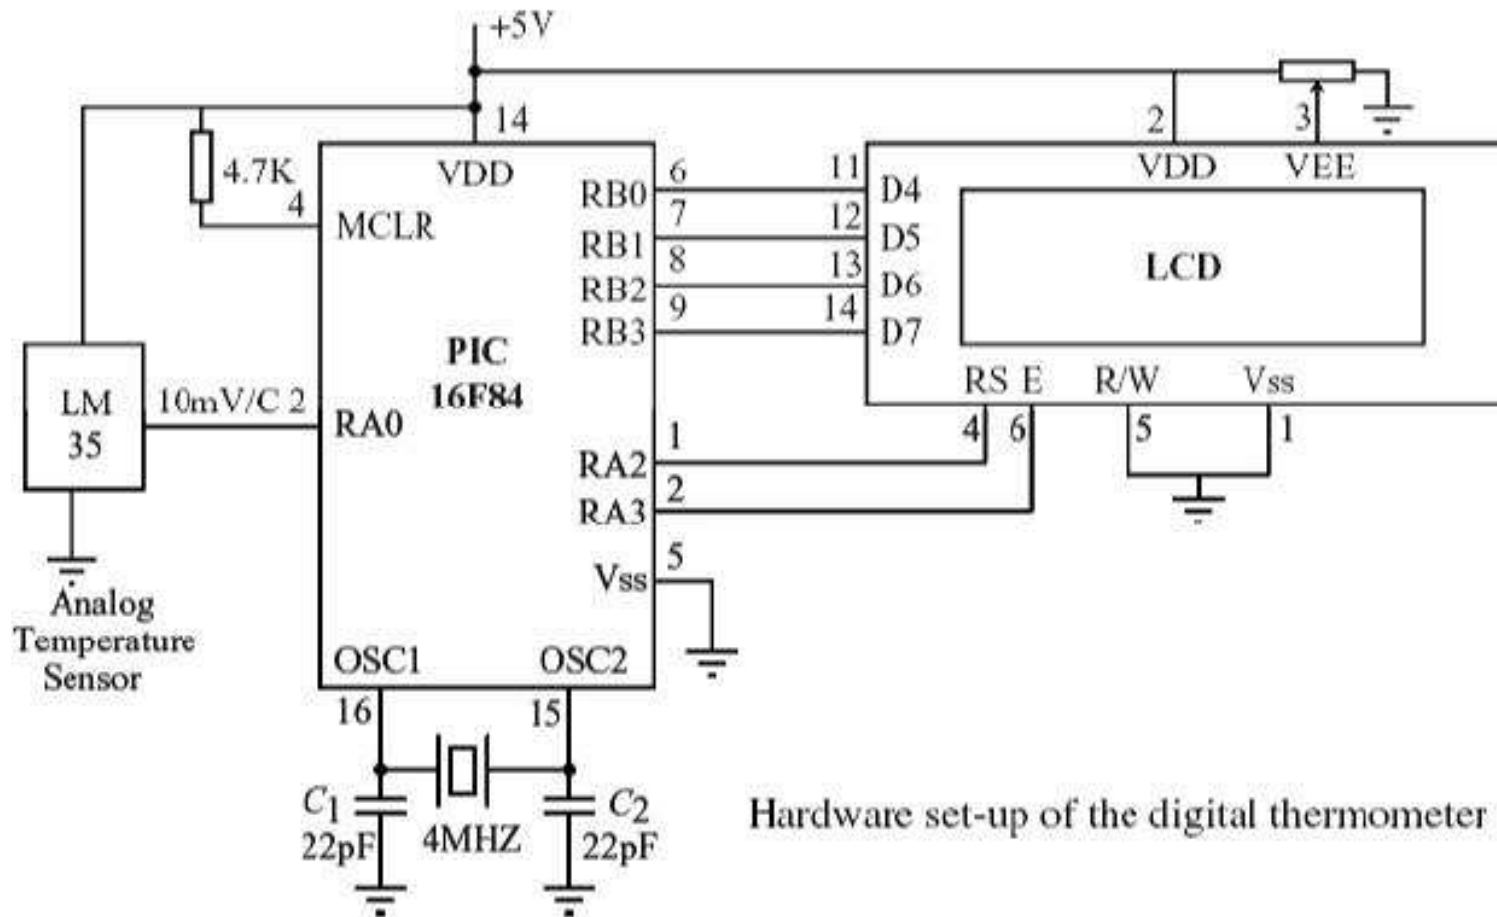 +5V
14
2
3
4.7K
4
VDD
MCLR
RB0
6
11
D4
RB1
7
12
D5
RB2
8
13
D6
RB3
9
14
D7
VDD
VEE
LCD
PIC
16F84
LM
35
10mV/C 2
RA0
RS E
R/W
Vss
4
6
5
1
RA2
1
RA3
2
Vss
5
Analog
Temperature
Sensor
OSC1
OSC2
16
15
C1
22pF
4MHZ
C2
22pF
Hardware set-up of the digital thermometer